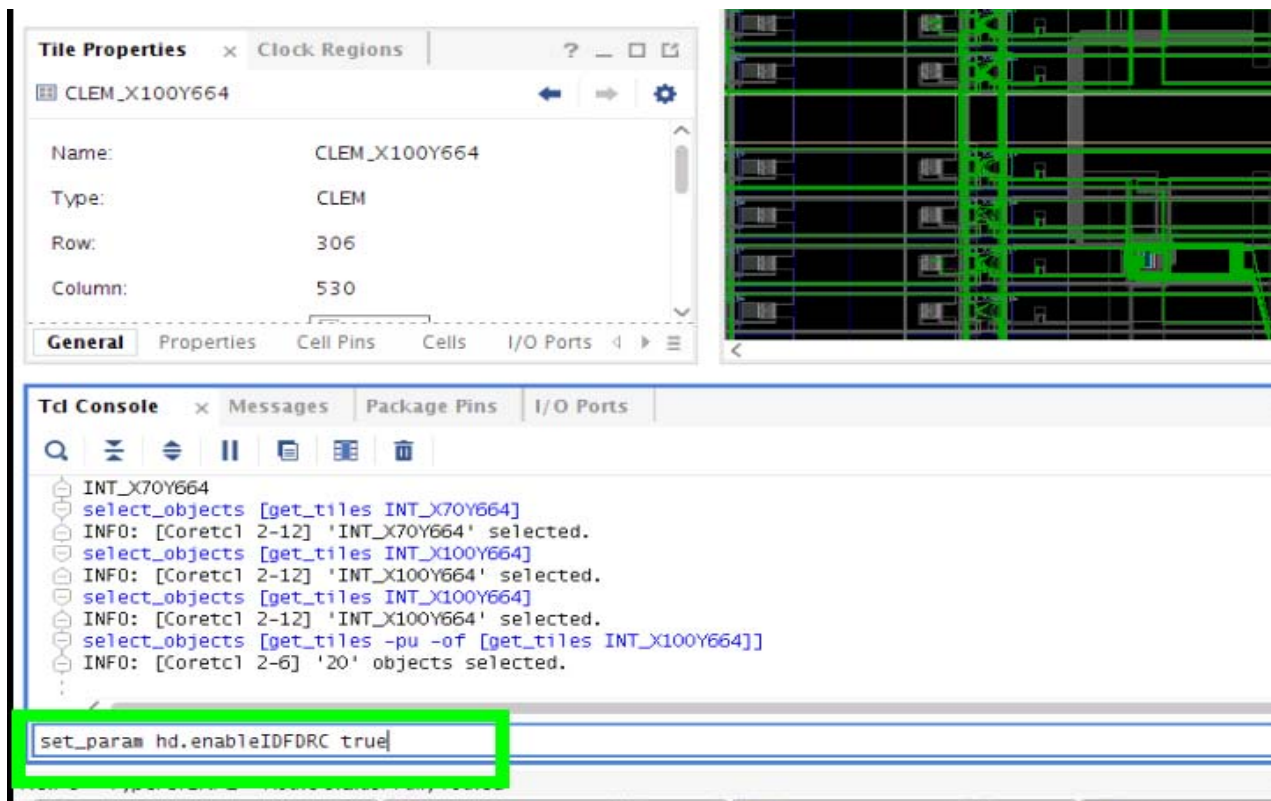 Tile Properties × Clock Regions ?
CLEM_X100Y664
Name: CLEM_X100Y664
Type: CLEM
Row: 306
Column: 530
General Properties Cell Pins Cells I/O Ports
Tcl Console × Messages Package Pins I/O Ports
INT_X70Y664
select_objects [get_tiles INT_X70Y664]
INFO: [Coretcl 2-12] 'INT_X70Y664' selected.
select_objects [get_tiles INT_X100Y664]
INFO: [Coretcl 2-12] 'INT_X100Y664' selected.
select_objects [get_tiles INT_X100Y664]
INFO: [Coretcl 2-12] 'INT_X100Y664' selected.
select_objects [get_tiles -pu -of [get_tiles INT_X100Y664]]
INFO: [Coretcl 2-6] '20' objects selected.
set_param hd.enableIDFDRC true